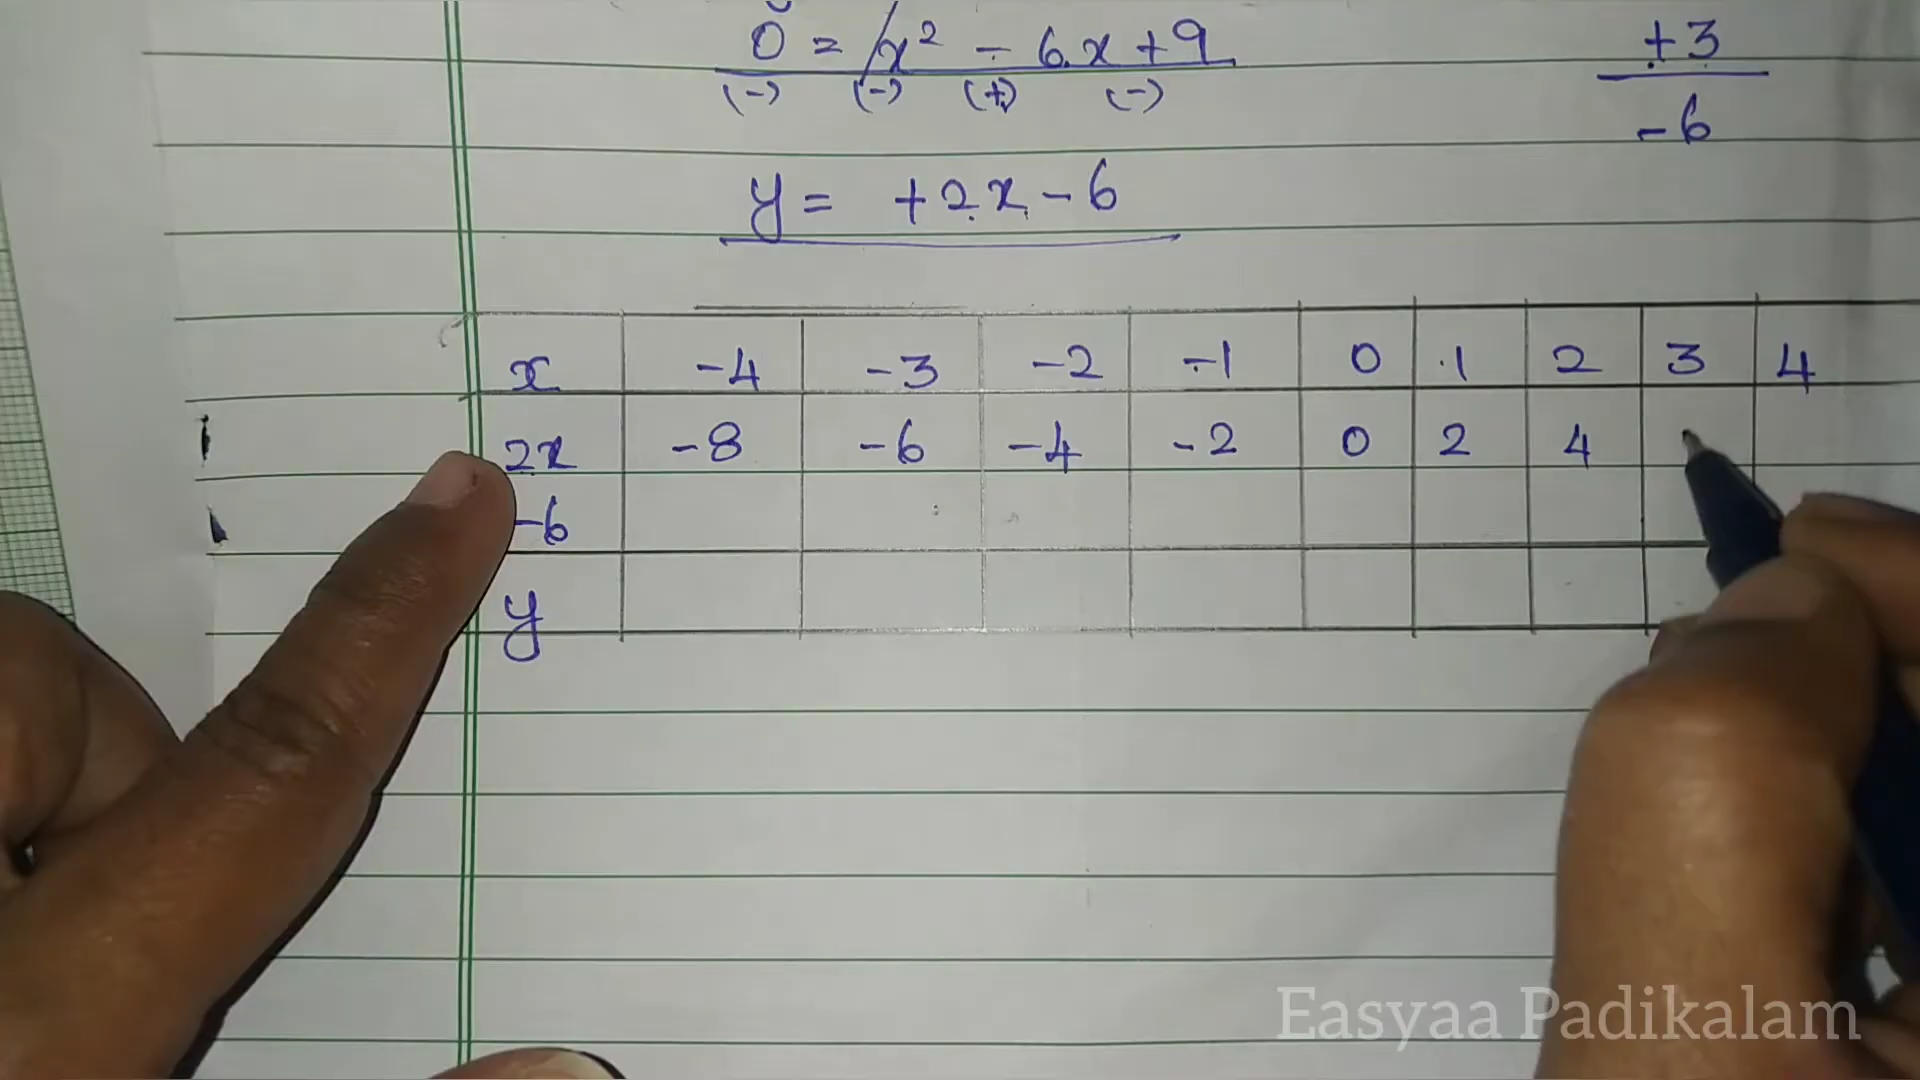 0 = x² - 6x + 9
(-) (-) (+) (-)
+3
-6
y = +2x - 6
x -4 -3 -2 -1 0 1 2 3 4
2x -8 -6 -4 -2 0 2 4
-6
y
Easyaa Padikalam